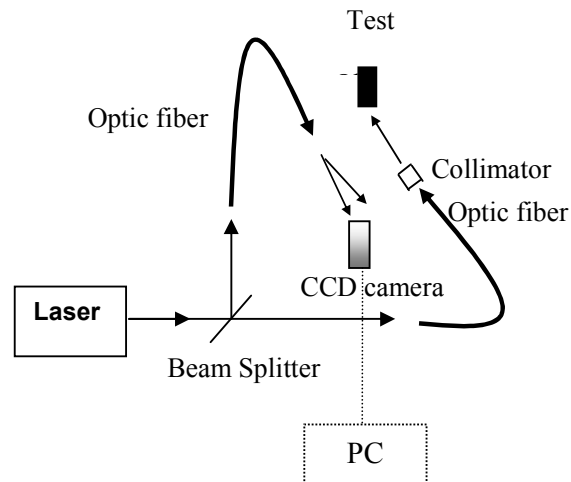 Test
Optic fiber
Collimator
Optic fiber
CCD camera
Laser
Beam Splitter
PC